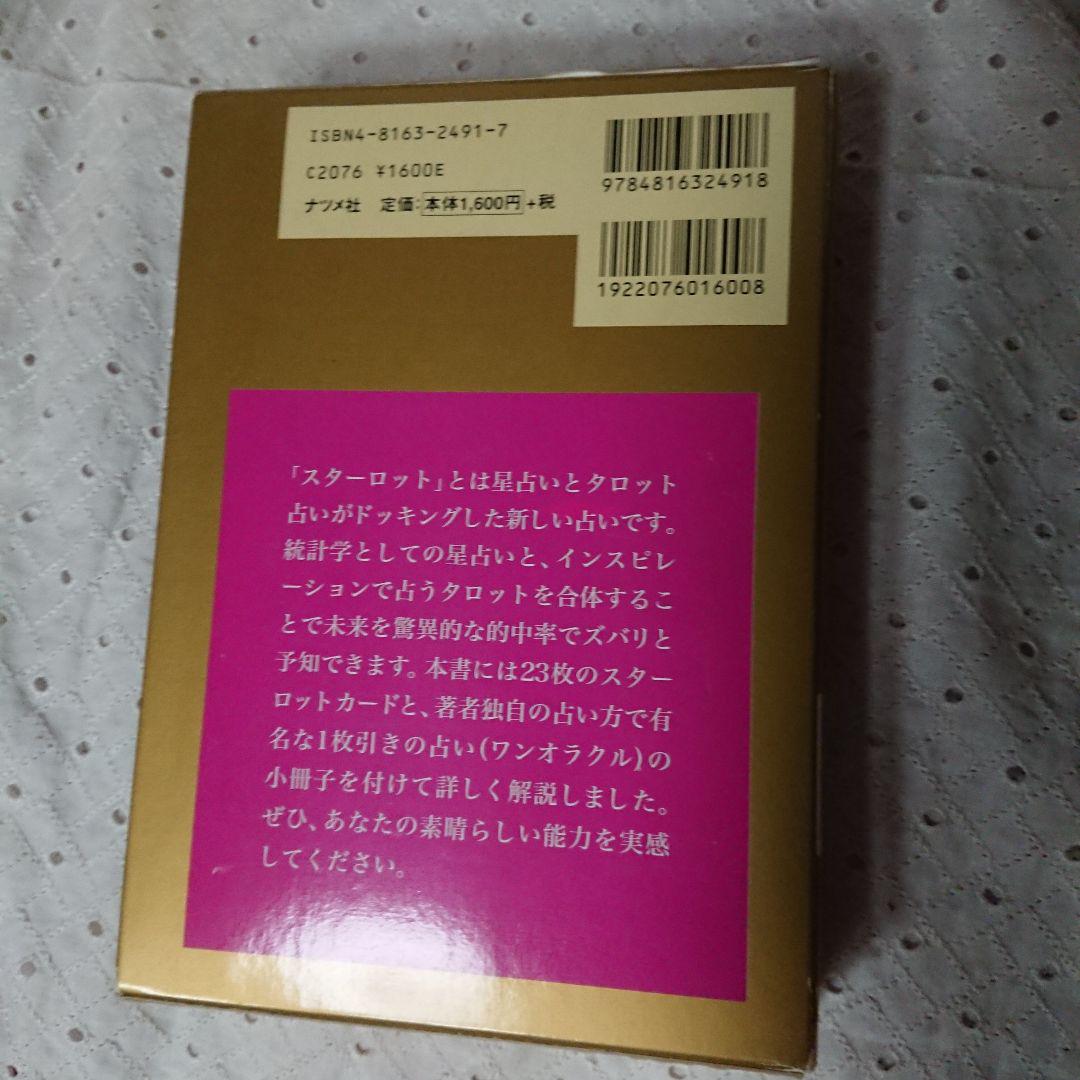 ISBN4-8163-2491-7
C2076 ¥1600E
ナツメ社 定価:本体1,600円+税
9784816324918
1922076016008
「スターロット」とは星占いとタロット
占いがドッキングした新しい占いです。
統計学としての星占いと、インスピレ
ーションで占うタロットを合体するこ
とで未来を驚異的な的中率でズバリと
予知できます。本書には23枚のスター
ロットカードと、著者独自の占い方で有
名な1枚引きの占い(ワンオラクル)の
小冊子を付けて詳しく解説しました。
ぜひ、あなたの素晴らしい能力を実感
してください。